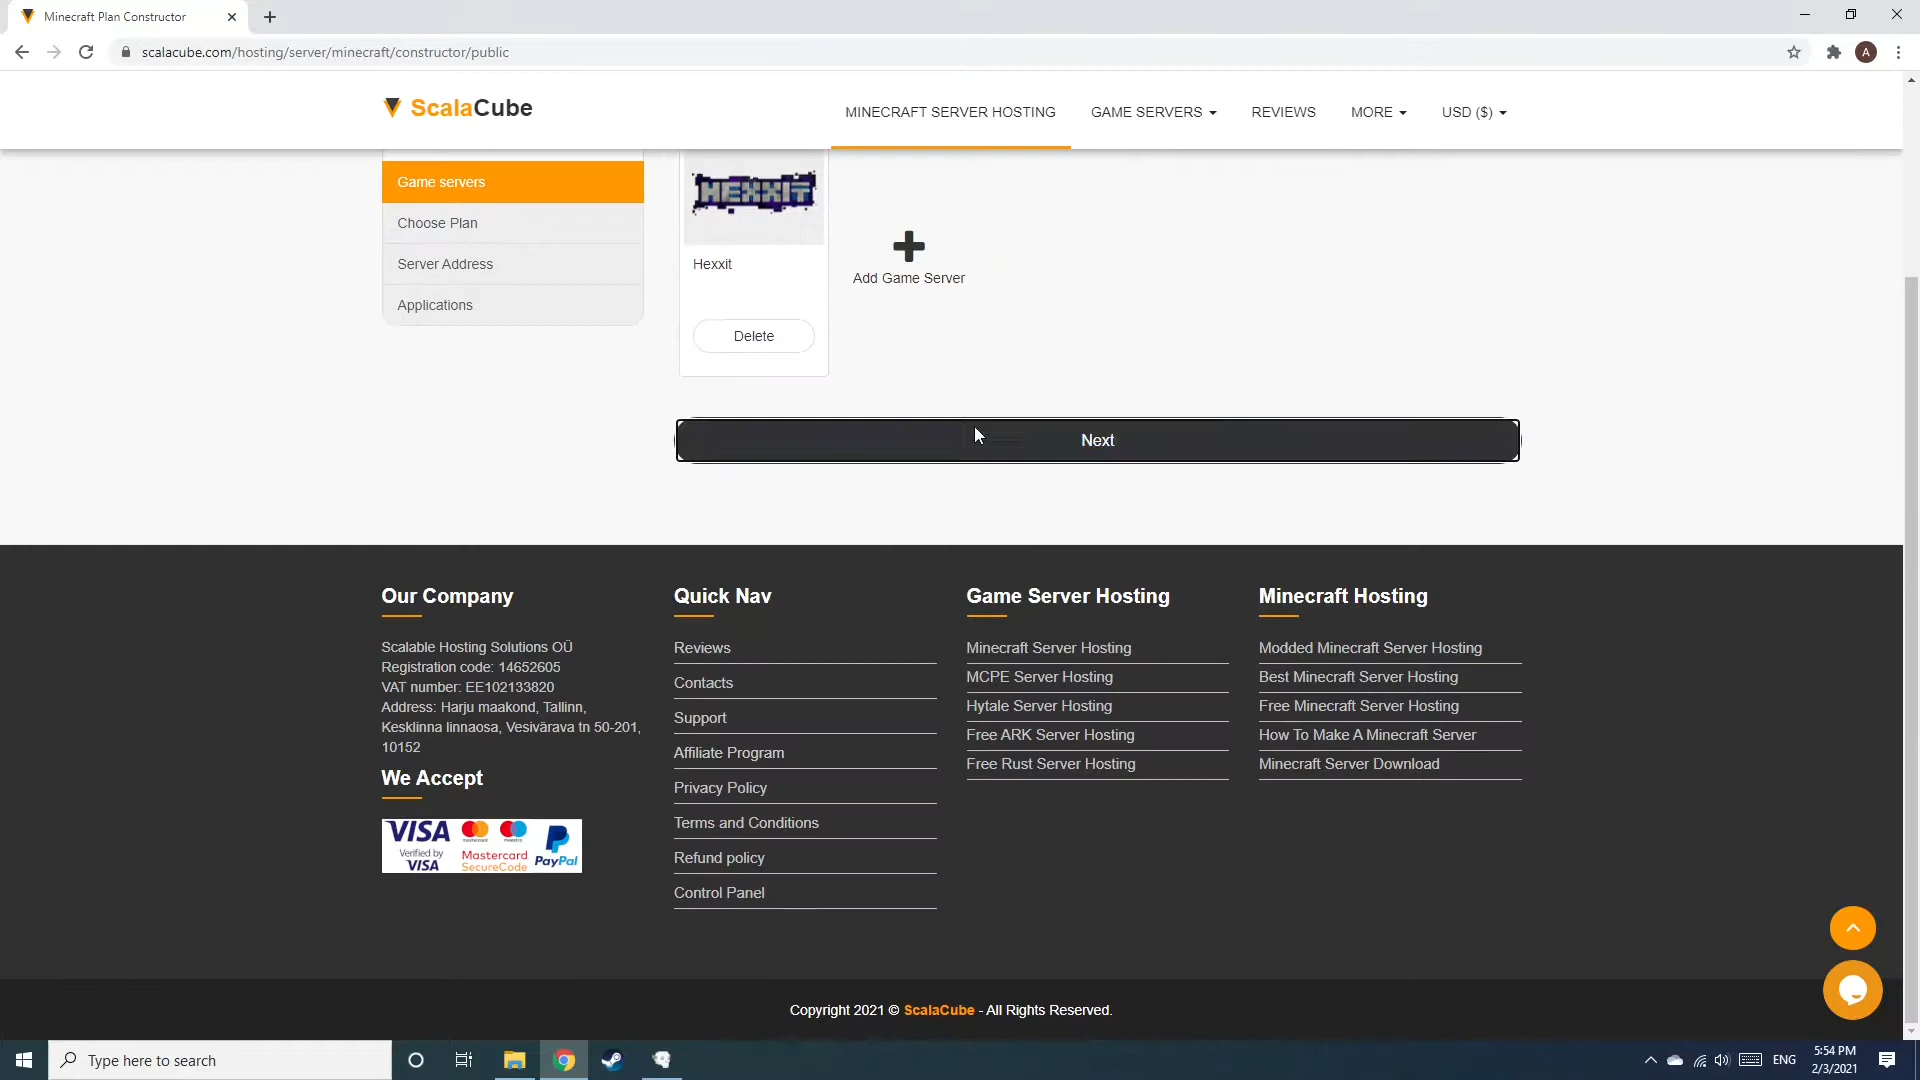 Minecraft Plan Constructor
scalacube.com/hosting/server/minecraft/constructor/public
A
ScalaCube
MINECRAFT SERVER HOSTING
GAME SERVERS
REVIEWS
MORE
USD ($)
Game servers
Choose Plan
Server Address
Applications
HEXXIT
Hexxit
Delete
Add Game Server
Next
Our Company
Scalable Hosting Solutions OÜ
Registration code: 14652605
VAT number: EE102133820
Address: Harju maakond, Tallinn,
Kesklinna linnaosa, Vesivärava tn 50-201,
10152
We Accept
VISA
Verified by
VISA
mastercard
maestro
Mastercard
SecureCode
PayPal
Quick Nav
Reviews
Contacts
Support
Affiliate Program
Privacy Policy
Terms and Conditions
Refund policy
Control Panel
Game Server Hosting
Minecraft Server Hosting
MCPE Server Hosting
Hytale Server Hosting
Free ARK Server Hosting
Free Rust Server Hosting
Minecraft Hosting
Modded Minecraft Server Hosting
Best Minecraft Server Hosting
Free Minecraft Server Hosting
How To Make A Minecraft Server
Minecraft Server Download
Copyright 2021 © ScalaCube - All Rights Reserved.
Type here to search
ENG
5:54 PM
2/3/2021